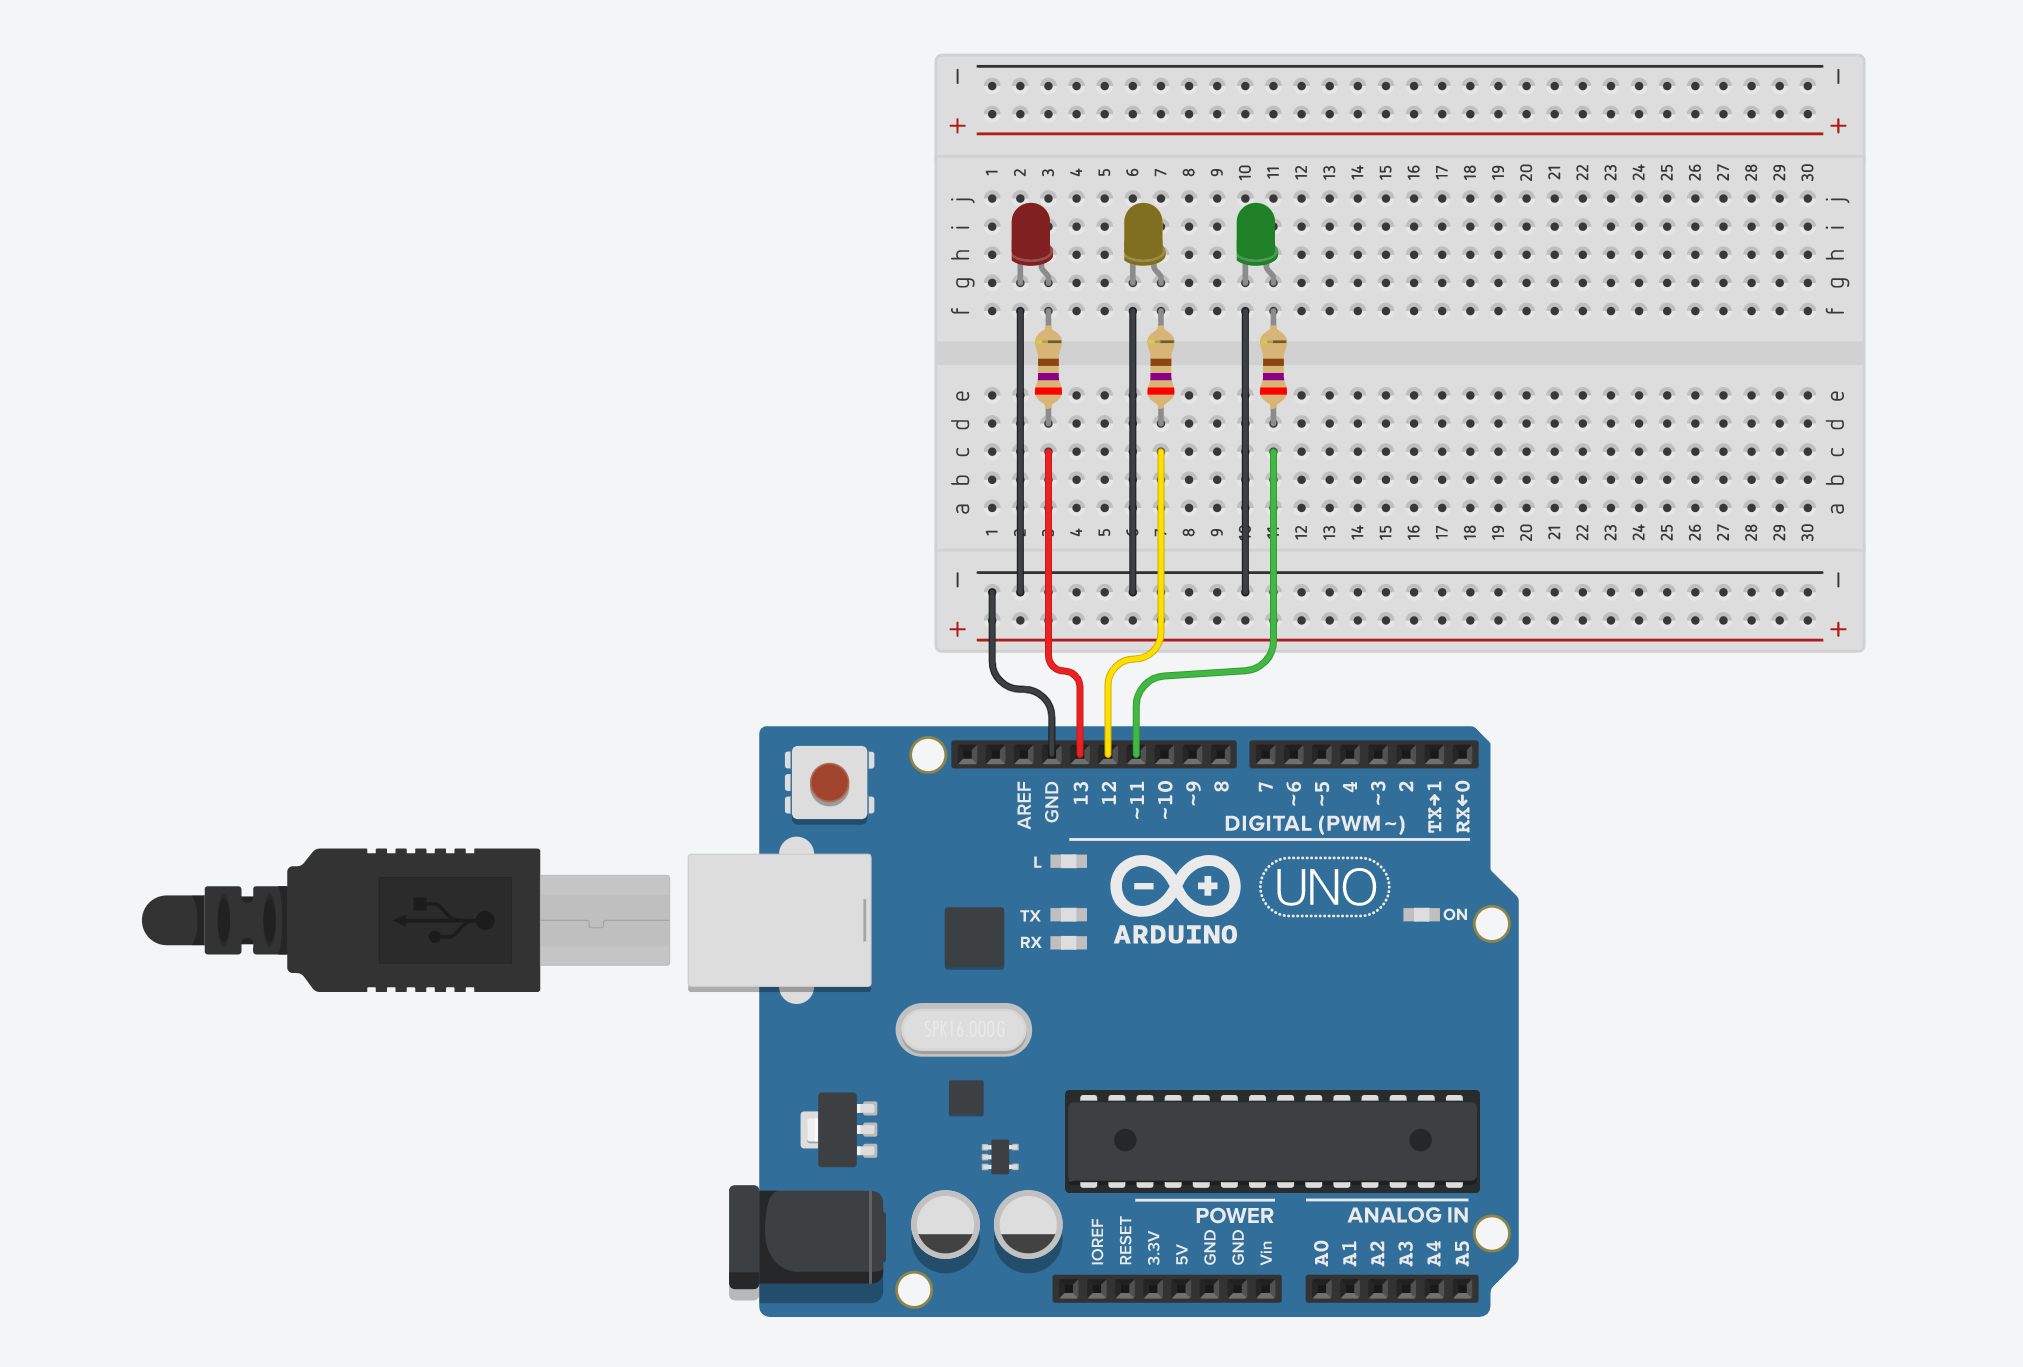 − −
+ +
1 2 3 4 5 6 7 8 9 10 11 12 13 14 15 16 17 18 19 20 21 22 23 24 25 26 27 28 29 30
j j
i i
h h
g g
f f
e e
d d
c c
b b
a a
1 2 3 4 5 6 7 8 9 10 11 12 13 14 15 16 17 18 19 20 21 22 23 24 25 26 27 28 29 30
− −
+ +
AREF GND 13 12 ~11 ~10 ~9 8 7 ~6 ~5 4 ~3 2 TX→1 RX←0
DIGITAL (PWM~)
L
UNO
TX
ON
RX
ARDUINO
SPK16.000G
POWER ANALOG IN
IOREF RESET 3.3V 5V GND GND Vin A0 A1 A2 A3 A4 A5